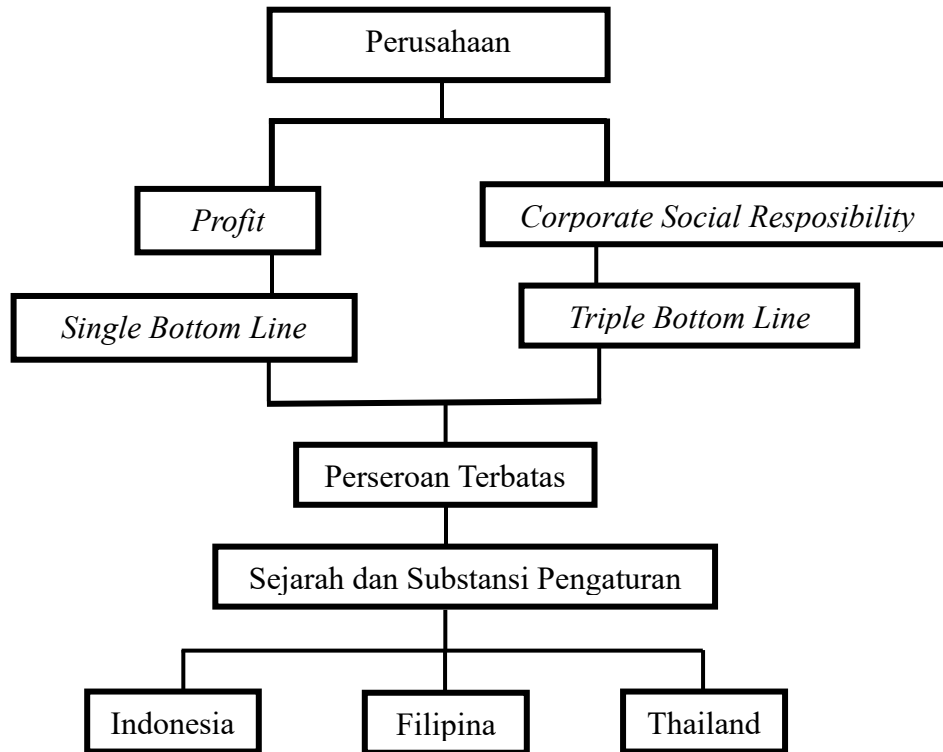 Perusahaan
Profit
Corporate Social Resposibility
Single Bottom Line
Triple Bottom Line
Perseroan Terbatas
Sejarah dan Substansi Pengaturan
Indonesia
Filipina
Thailand